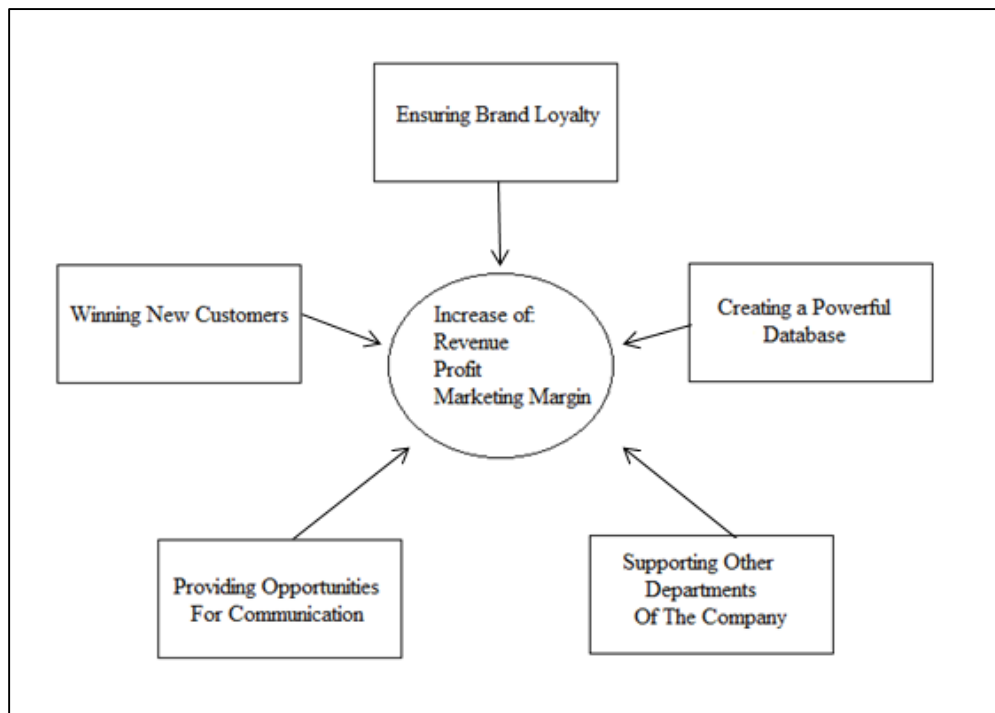 Ensuring Brand Loyalty
Winning New Customers
Increase of:
Revenue
Profit
Marketing Margin
Creating a Powerful
Database
Providing Opportunities
For Communication
Supporting Other
Departments
Of The Company